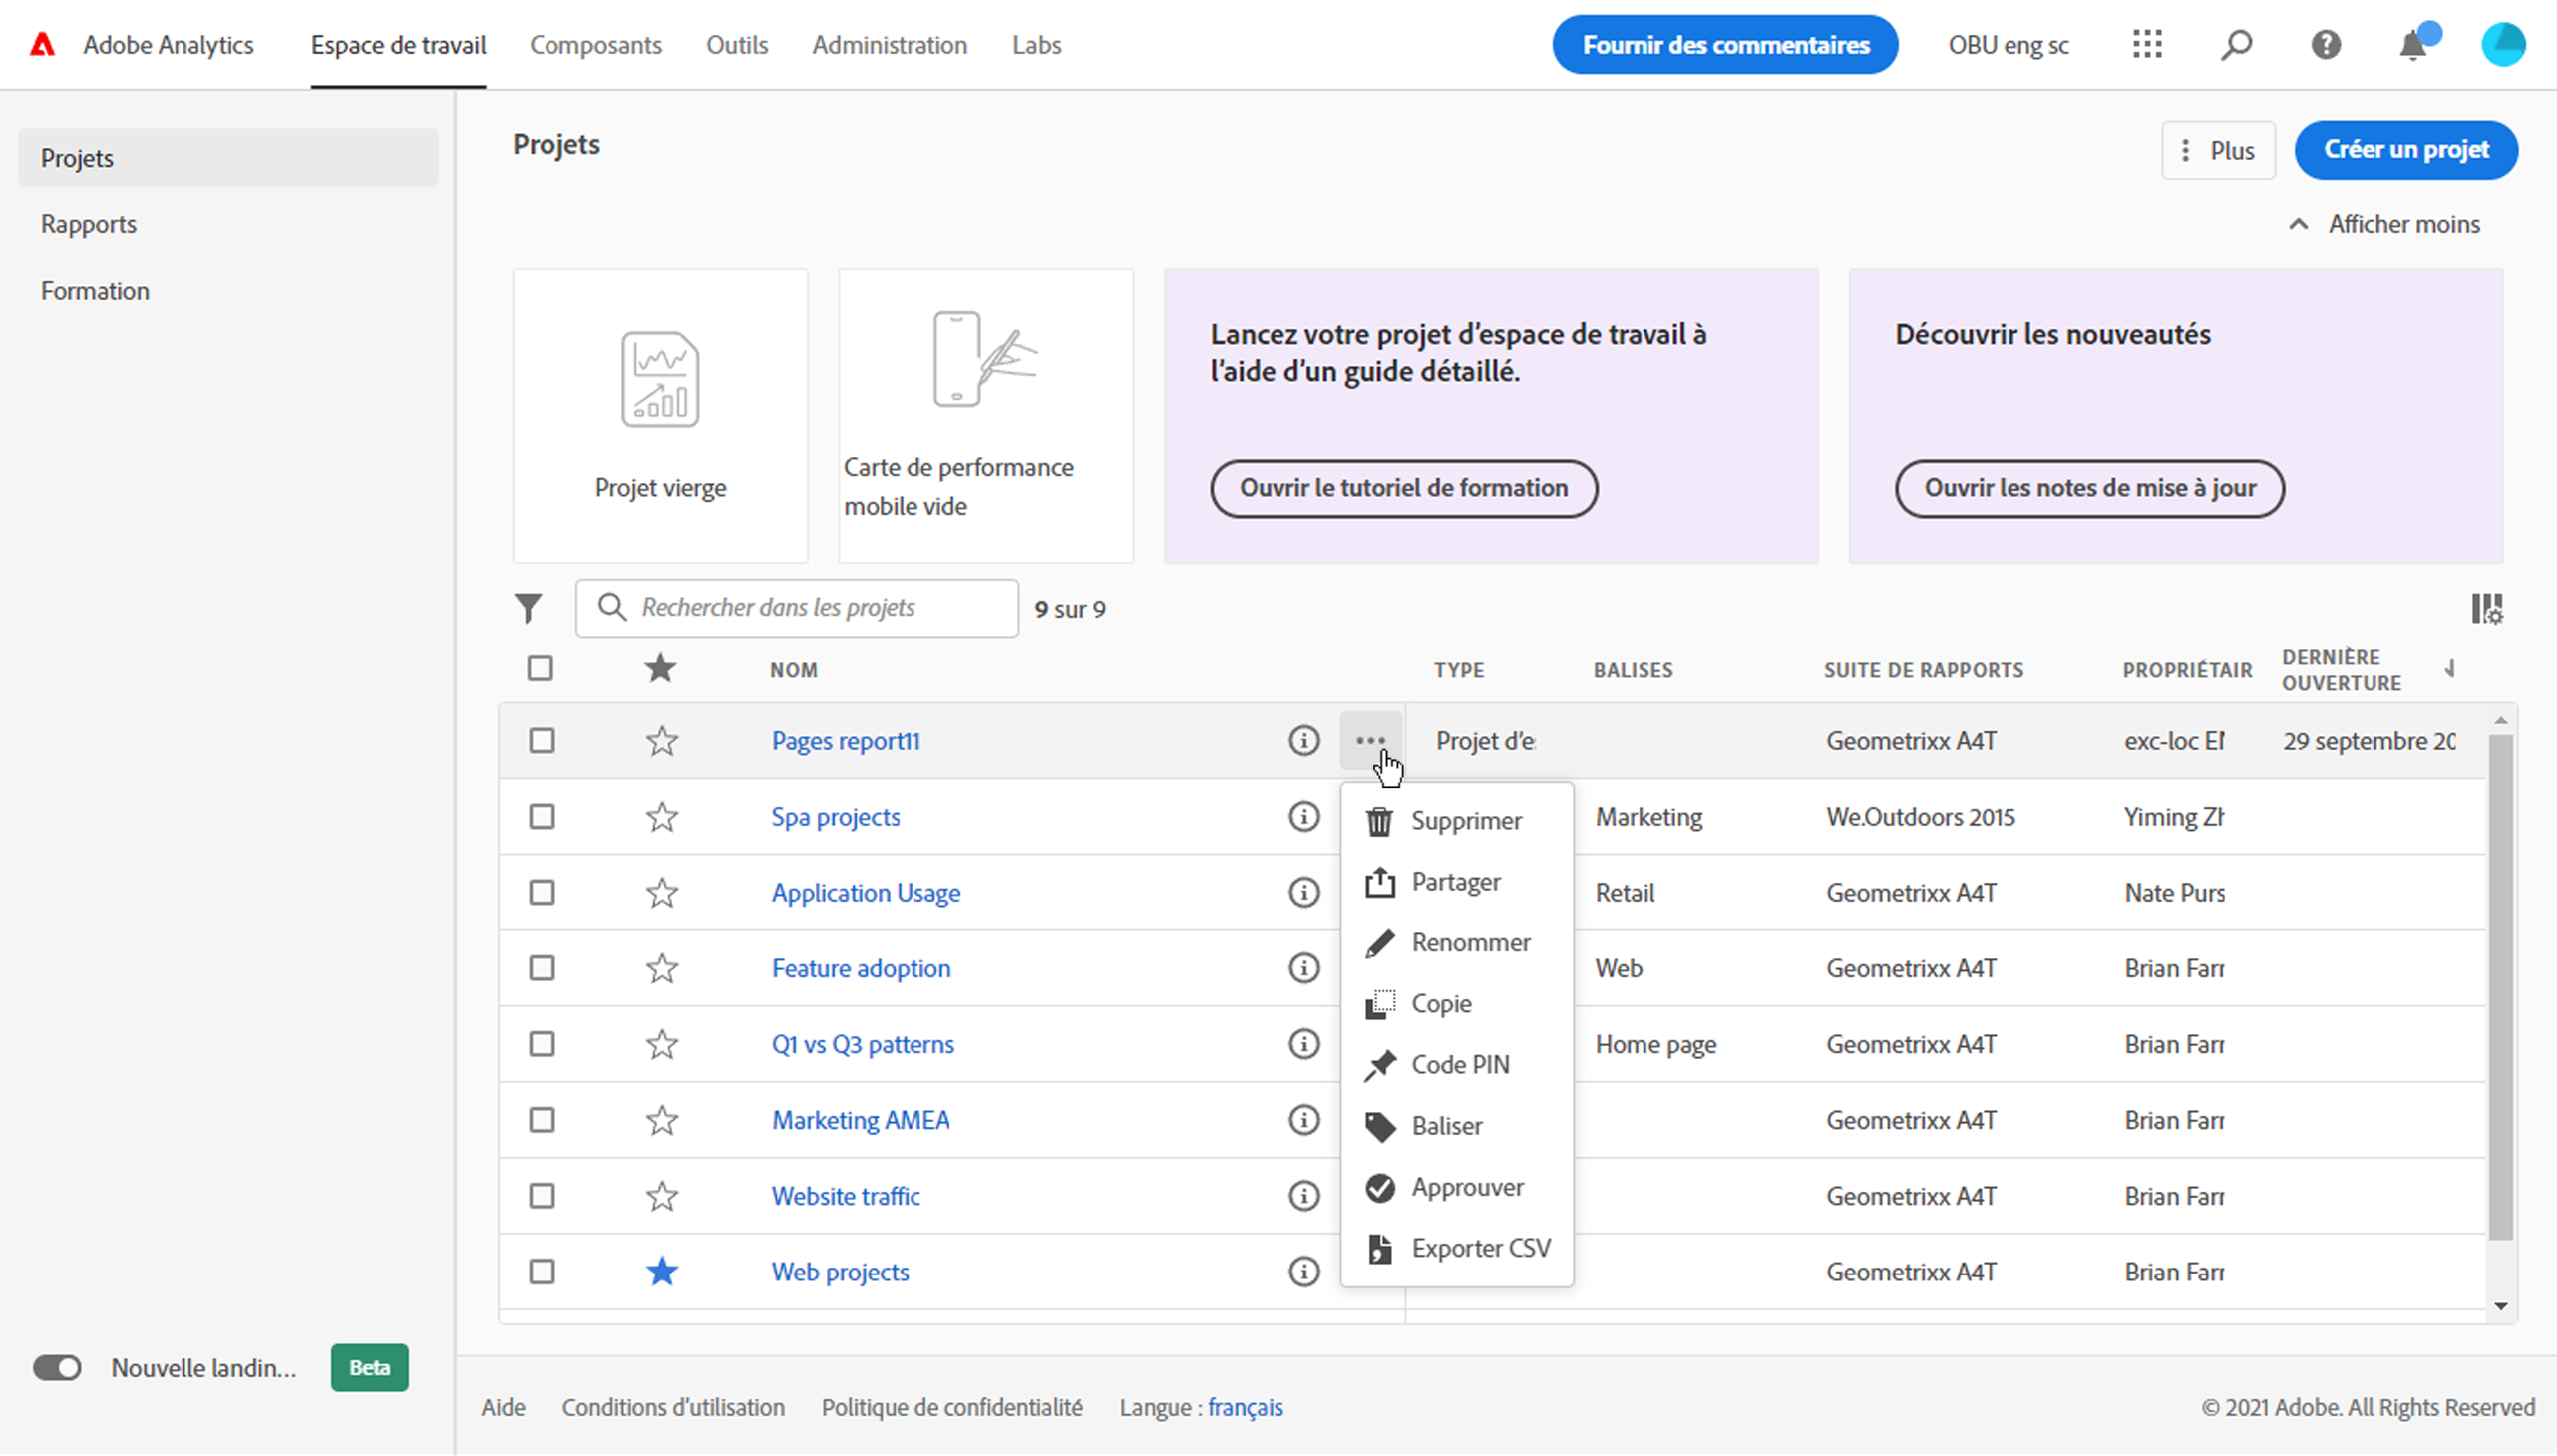 Adobe Analytics Espace de travail Composants Outils Administration Labs Fournir des commentaires OBU eng sc
Projets
Rapports
Formation
Projets
Plus Créer un projet
Afficher moins
Projet vierge
Carte de performance
mobile vide
Lancez votre projet d’espace de travail à
l’aide d’un guide détaillé.
Ouvrir le tutoriel de formation
Découvrir les nouveautés
Ouvrir les notes de mise à jour
Rechercher dans les projets 9 sur 9
NOM TYPE BALISES SUITE DE RAPPORTS PROPRIÉTAIR DERNIÈRE
OUVERTURE
Pages report11 Projet d’e Geometrixx A4T exc-loc 29 septembre 20
Spa projects Marketing We.Outdoors 2015 Yiming
Application Usage Retail Geometrixx A4T Nate Purs
Feature adoption Web Geometrixx A4T Brian
Q1 vs Q3 patterns Home page Geometrixx A4T Brian
Marketing AMEA Geometrixx A4T Brian
Website traffic Geometrixx A4T Brian
Web projects Geometrixx A4T Brian
Supprimer
Partager
Renommer
Copie
Code PIN
Baliser
Approuver
Exporter CSV
Nouvelle landin... Beta
Aide Conditions d’utilisation Politique de confidentialité Langue : français © 2021 Adobe. All Rights Reserved